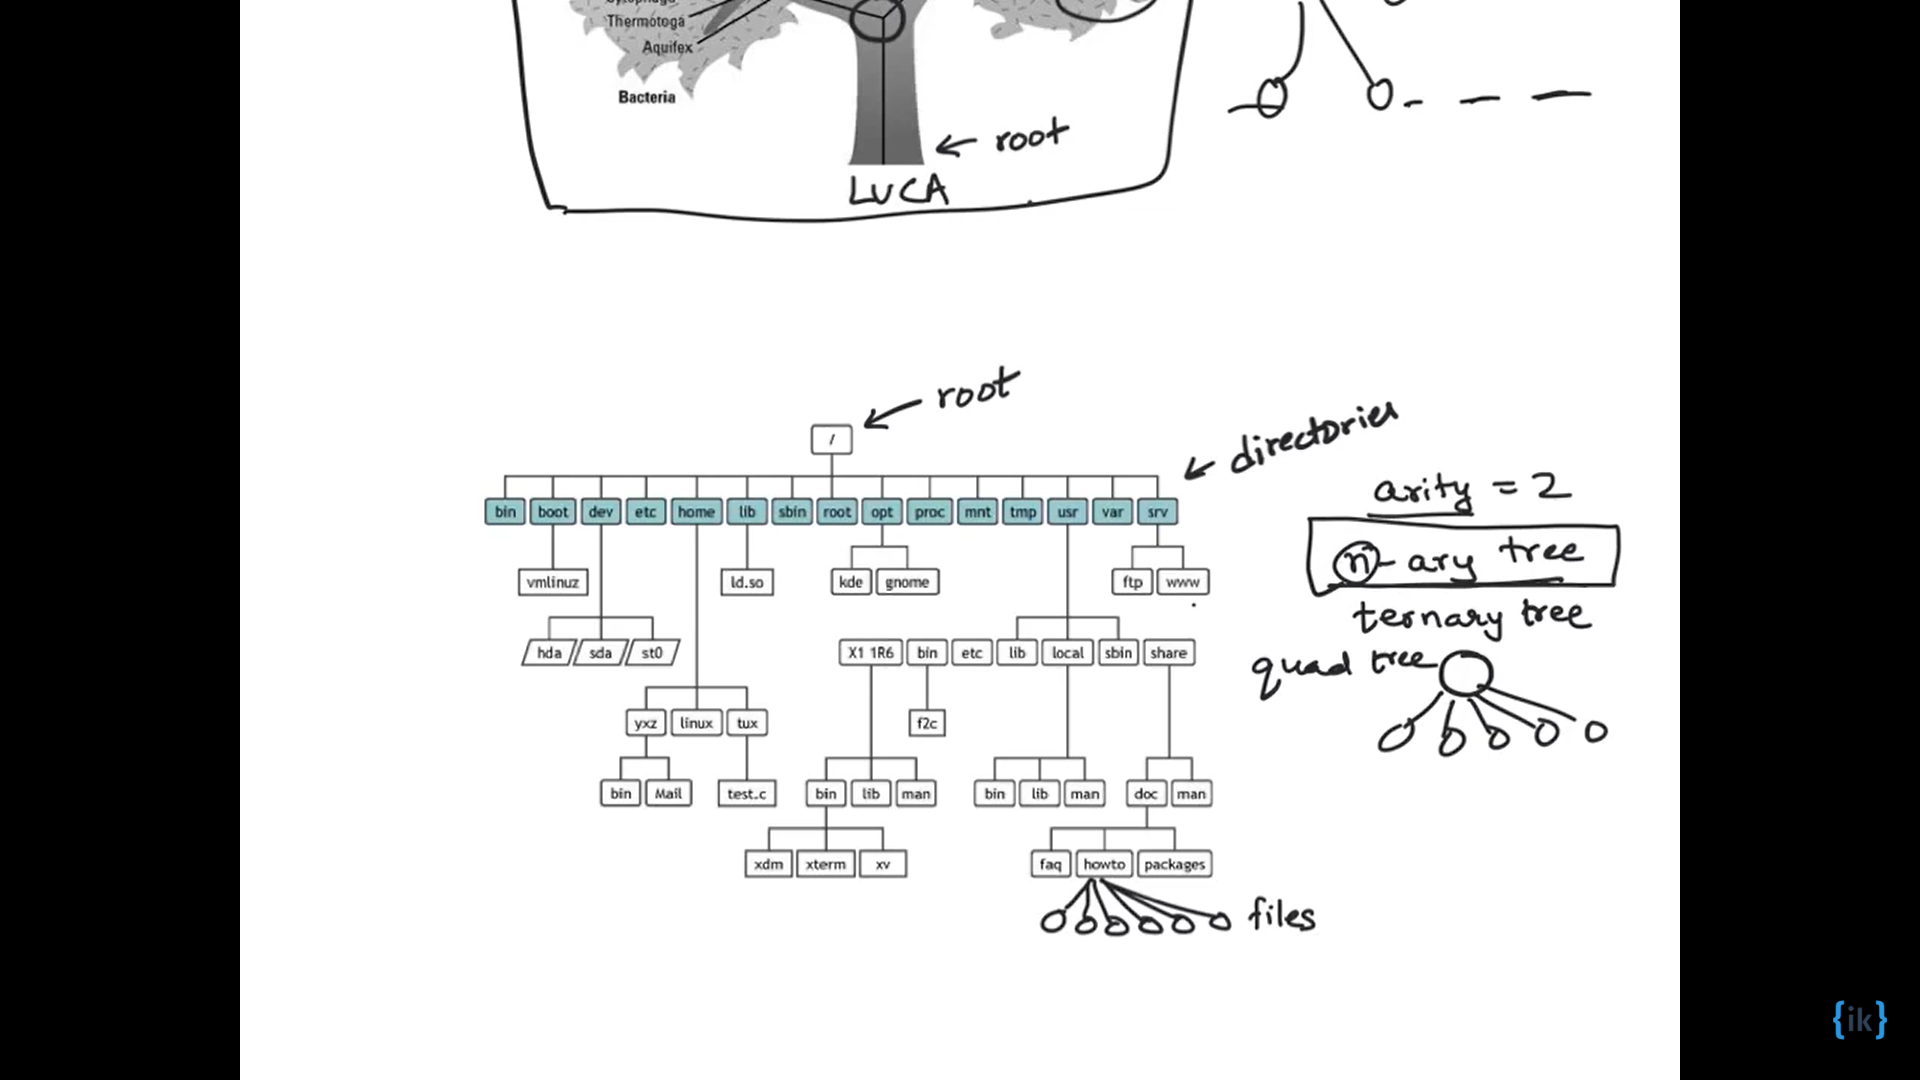 Thermotoga
Aquifex
Bacteria
← root
LUCA
← root
/
← directories
bin boot dev etc home lib sbin root opt proc mnt tmp usr var srv
arity = 2
n-ary tree
vmlinuz ld.so kde gnome ftp www
ternary tree
hda sda st0 X1 1R6 bin etc lib local sbin share
quad tree
yxz linux tux f2c
bin Mail test.c bin lib man bin lib man doc man
xdm xterm xv faq howto packages
files
{ik}